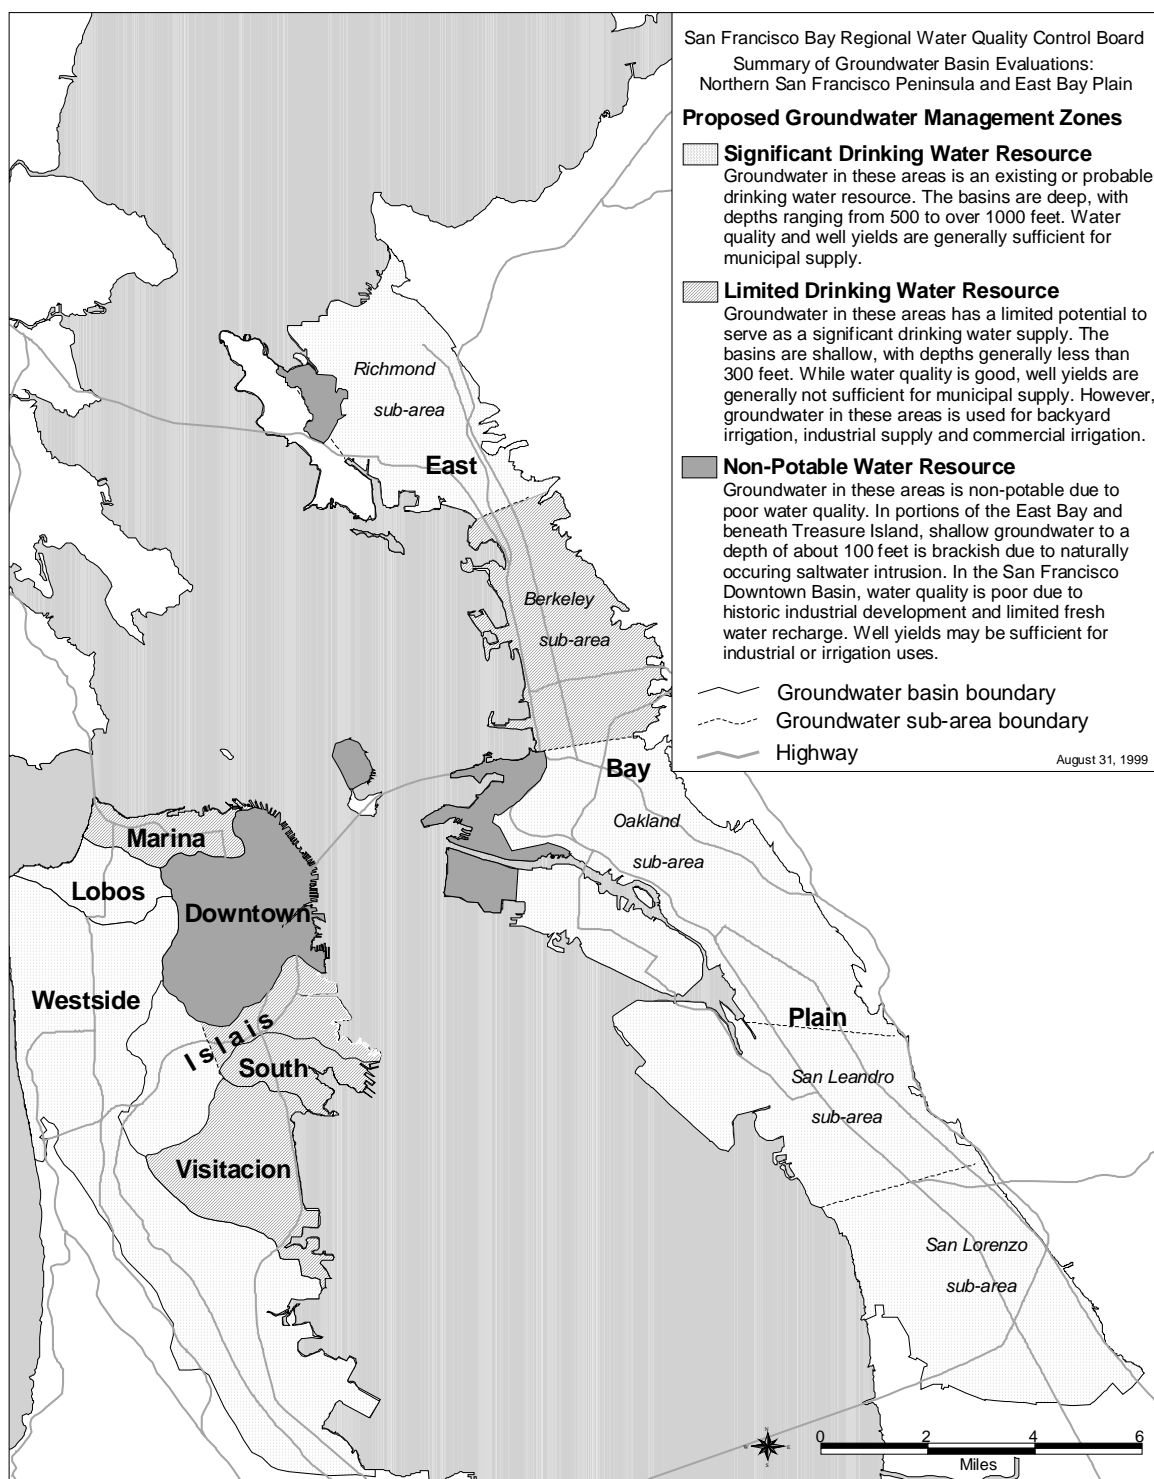 San Francisco Bay Regional Water Quality Control Board
Summary of Groundwater Basin Evaluations:
Northern San Francisco Peninsula and East Bay Plain
Proposed Groundwater Management Zones
Significant Drinking Water Resource
Groundwater in these areas is an existing or probable
drinking water resource. The basins are deep, with
depths ranging from 500 to over 1000 feet. Water
quality and well yields are generally sufficient for
municipal supply.
Limited Drinking Water Resource
Groundwater in these areas has a limited potential to
serve as a significant drinking water supply. The
basins are shallow, with depths generally less than
300 feet. While water quality is good, well yields are
generally not sufficient for municipal supply. However,
groundwater in these areas is used for backyard
irrigation, industrial supply and commercial irrigation.
Non-Potable Water Resource
Groundwater in these areas is non-potable due to
poor water quality. In portions of the East Bay and
beneath Treasure Island, shallow groundwater to a
depth of about 100 feet is brackish due to naturally
occuring saltwater intrusion. In the San Francisco
Downtown Basin, water quality is poor due to
historic industrial development and limited fresh
water recharge. Well yields may be sufficient for
industrial or irrigation uses.
Groundwater basin boundary
Groundwater sub-area boundary
Highway
August 31, 1999
Richmond
sub-area
East
Berkeley
sub-area
Bay
Oakland
sub-area
Marina
Lobos
Downtown
Westside
Islais
South
Visitacion
Plain
San Leandro
sub-area
San Lorenzo
sub-area
N
W E
S
0 2 4 6
Miles